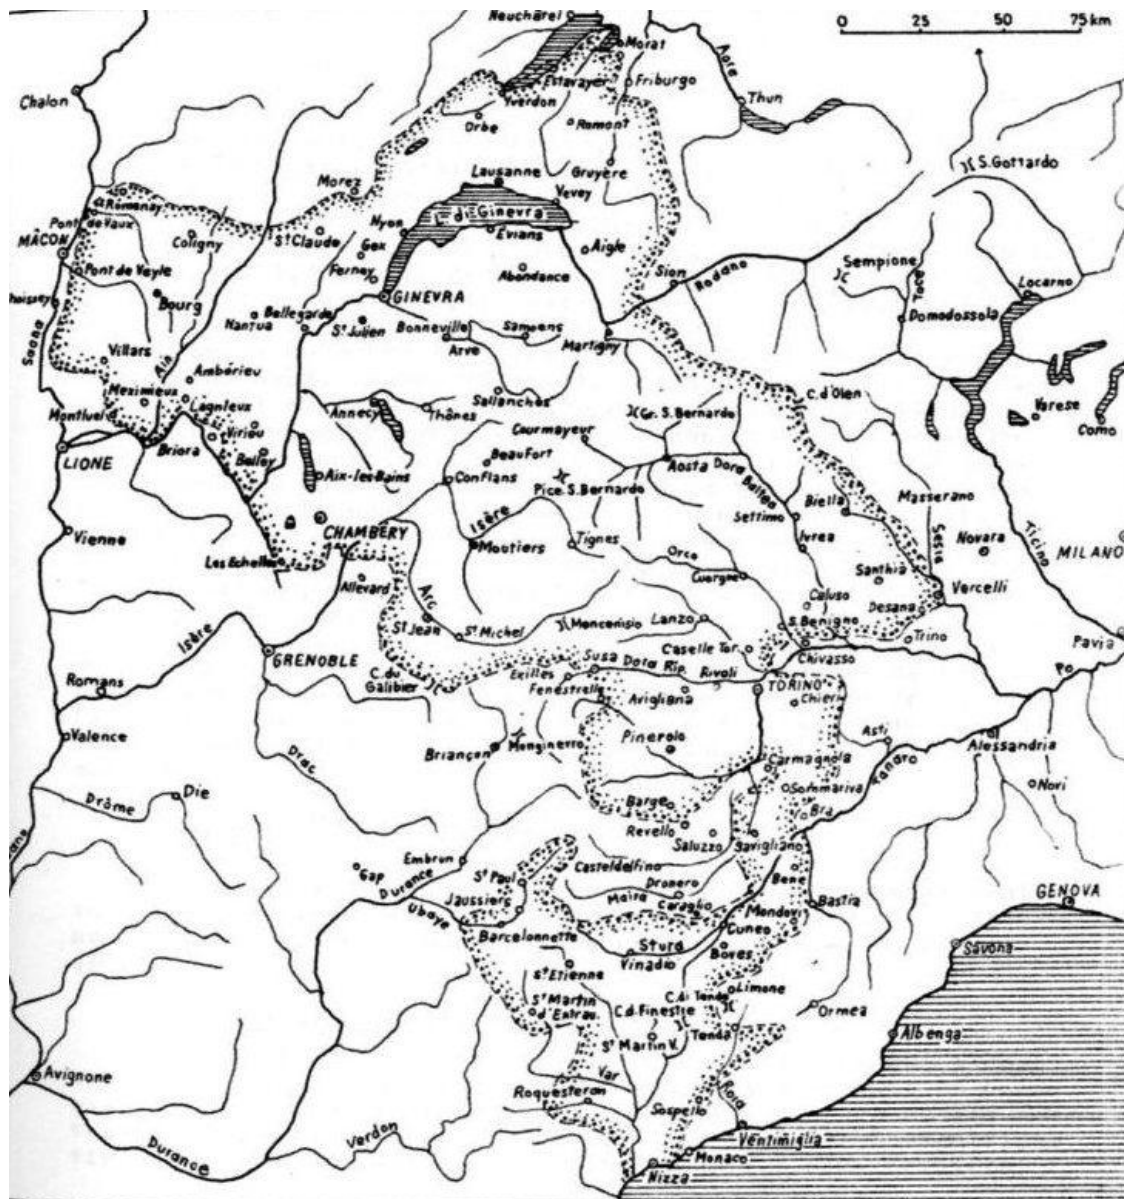 Neuchâtel
0 25 50 75 km
Morat
Aare
Chalon
Estavayer
Friburgo
Yverdon
Thun
Orbe
Romont
Lausanne
Gruyère
S. Gottardo
Morez
Vevey
Romenay
Pont de Vaux
Nyon
L. di Ginevra
MÂCON
Coligny
St Claude
Gex
Evians
Aigle
Pont de Veyle
Ferney
Abondance
Sion
Rodano
Sempione
Toce
Locarno
hoissey
Bourg
GINEVRA
Bellegarde
Nantua
St Julien
Bonneville
Samoens
Domodossola
Saona
Arve
Martigny
Villars
Ain
Ambérieu
Meximieux
Sallanches
C. d'Olen
Montluel
Lagnieux
Annecy
Thônes
Gr. S. Bernardo
Varese
Courmayeur
Como
Virieu
LIONE
Briora
Belley
Beaufort
Aosta
Dora Baltea
Aix-les-Bains
Conflans
Picc. S. Bernardo
Biella
Masserano
Settimo
Isère
Vienne
CHAMBERY
Moutiers
Tignes
Ivrea
Sesia
Novara
Ticino
MILANO
Orco
Les Echelles
Allevard
Cuorgnè
Santhià
Vercelli
Arc
Caluso
Desana
St Jean
St Michel
Moncenisio
Lanzo
S. Benigno
Trino
Isère
Pavia
GRENOBLE
Caselle Tor.
Chivasso
C. du
Galibier
Exilles
Susa
Dora Rip.
Rivoli
Po
Romans
Fenestrelle
Avigliana
TORINO
Chieri
Valence
Briançon
Monginevro
Pinerolo
Asti
Alessandria
Drac
Carmagnola
Tanaro
Drôme
Die
Sommariva
Novi
Barge
Bra
Revello
Saluzzo
Savigliano
Embrun
Gap
St Paul
Casteldelfino
Durance
Dronero
Bene
Jaussiers
Maira
Caraglio
Bastia
GENOVA
Ubaye
Mondovì
Barcelonnette
Stura
Cuneo
Vinadio
Boves
Savona
St Etienne
C. di Tenda
Limone
St Martin
d'Entrau.
C. d. Finestre
Ormea
St Martin V.
Tenda
Albenga
Avignone
Var
Roquesteron
Sospello
Roia
Verdon
Ventimiglia
Durance
Monaco
Nizza